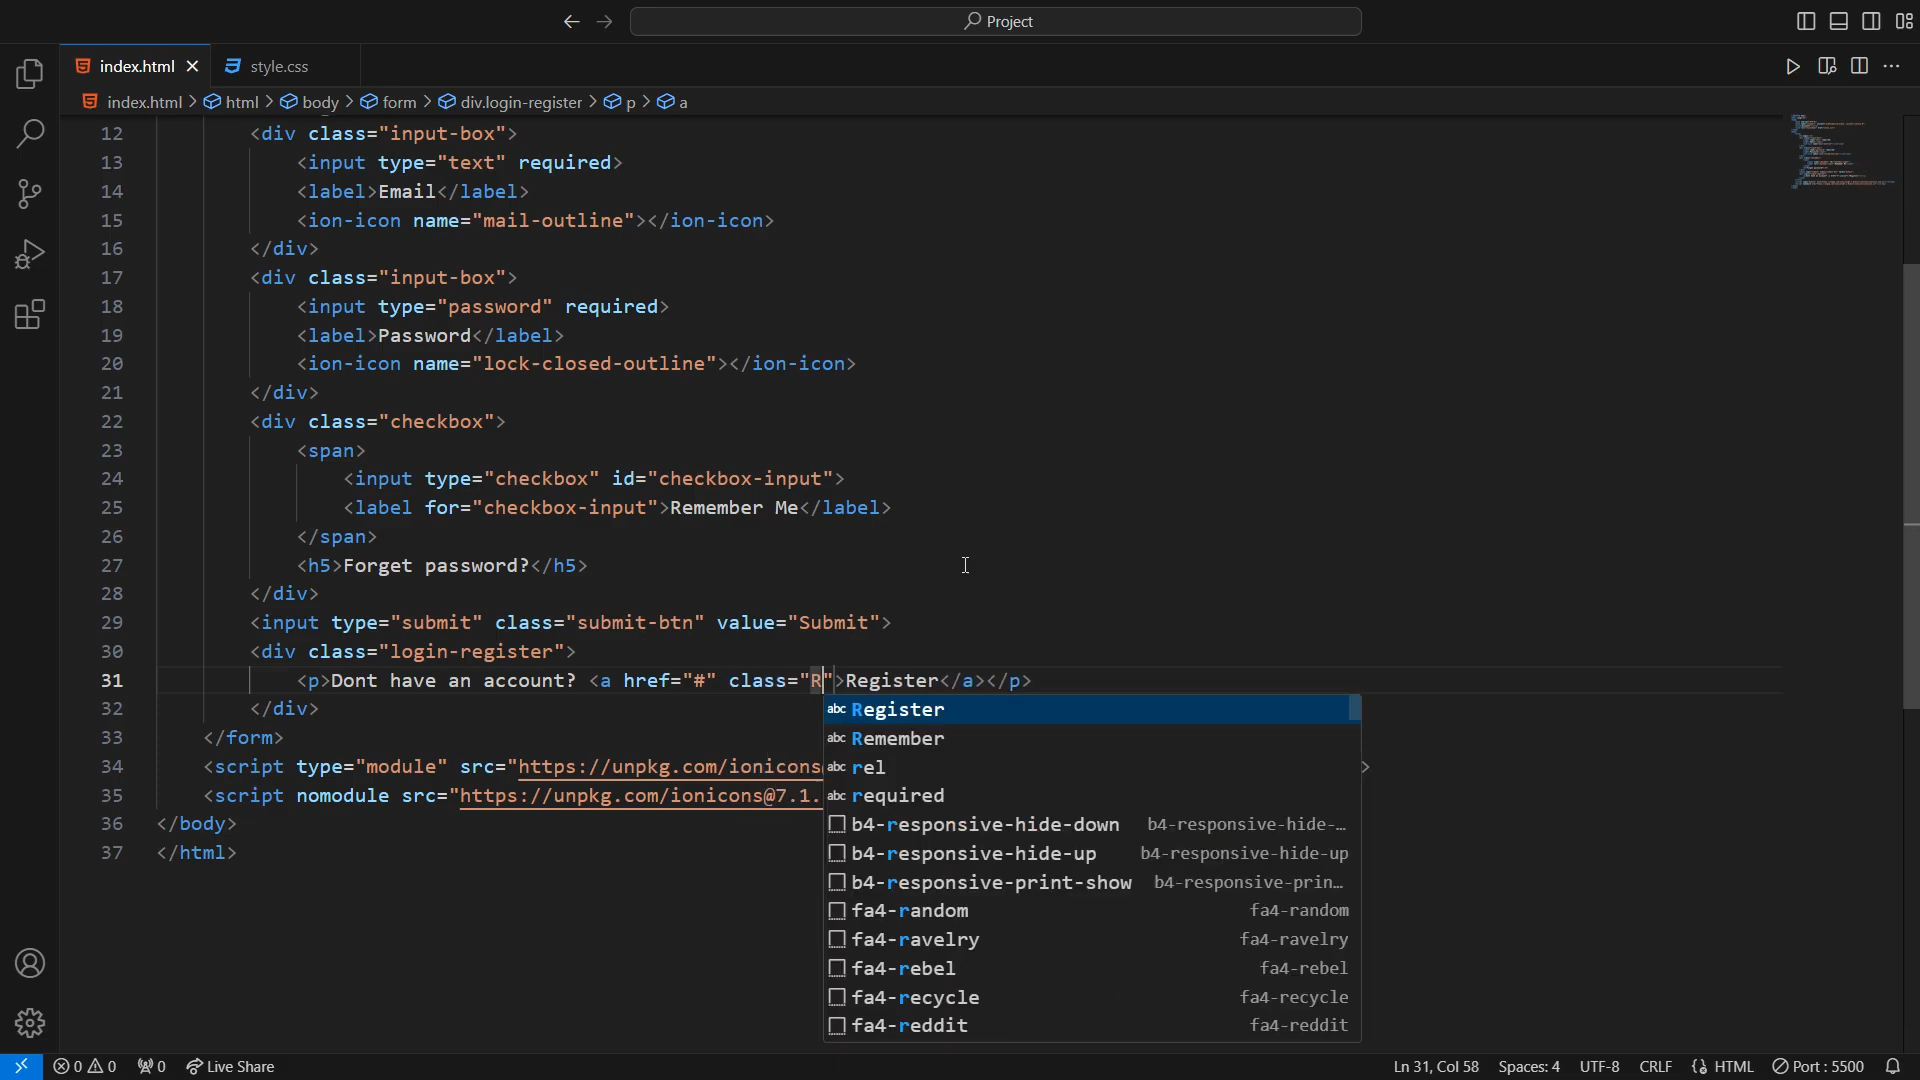 Project
index.html
style.css
index.html > html > body > form > div.login-register > p > a
12 <div class="input-box">
13 <input type="text" required>
14 <label>Email</label>
15 <ion-icon name="mail-outline"></ion-icon>
16 </div>
17 <div class="input-box">
18 <input type="password" required>
19 <label>Password</label>
20 <ion-icon name="lock-closed-outline"></ion-icon>
21 </div>
22 <div class="checkbox">
23 <span>
24 <input type="checkbox" id="checkbox-input">
25 <label for="checkbox-input">Remember Me</label>
26 </span>
27 <h5>Forget password?</h5>
28 </div>
29 <input type="submit" class="submit-btn" value="Submit">
30 <div class="login-register">
31 <p>Dont have an account? <a href="#" class="R">Register</a></p>
32 </div>
33 </form>
34 <script type="module" src="https://unpkg.com/ionicons >
35 <script nomodule src="https://unpkg.com/ionicons@7.1.
36 </body>
37 </html>
abc Register
abc Remember
abc rel
abc required
b4-responsive-hide-down b4-responsive-hide-…
b4-responsive-hide-up b4-responsive-hide-up
b4-responsive-print-show b4-responsive-prin…
fa4-random fa4-random
fa4-ravelry fa4-ravelry
fa4-rebel fa4-rebel
fa4-recycle fa4-recycle
fa4-reddit fa4-reddit
0 0 0 Live Share Ln 31, Col 58 Spaces: 4 UTF-8 CRLF HTML Port : 5500